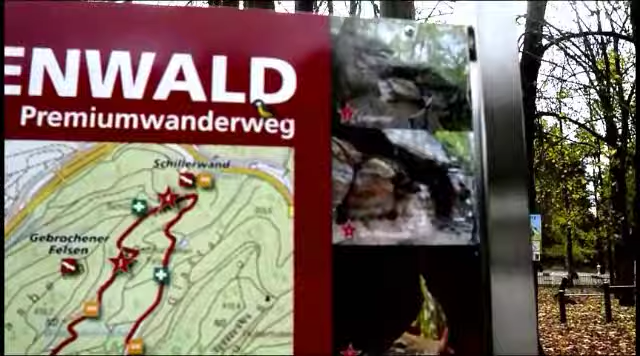 ENWALD
Premiumwanderweg
Schillerwand
Gebrochener
Felsen